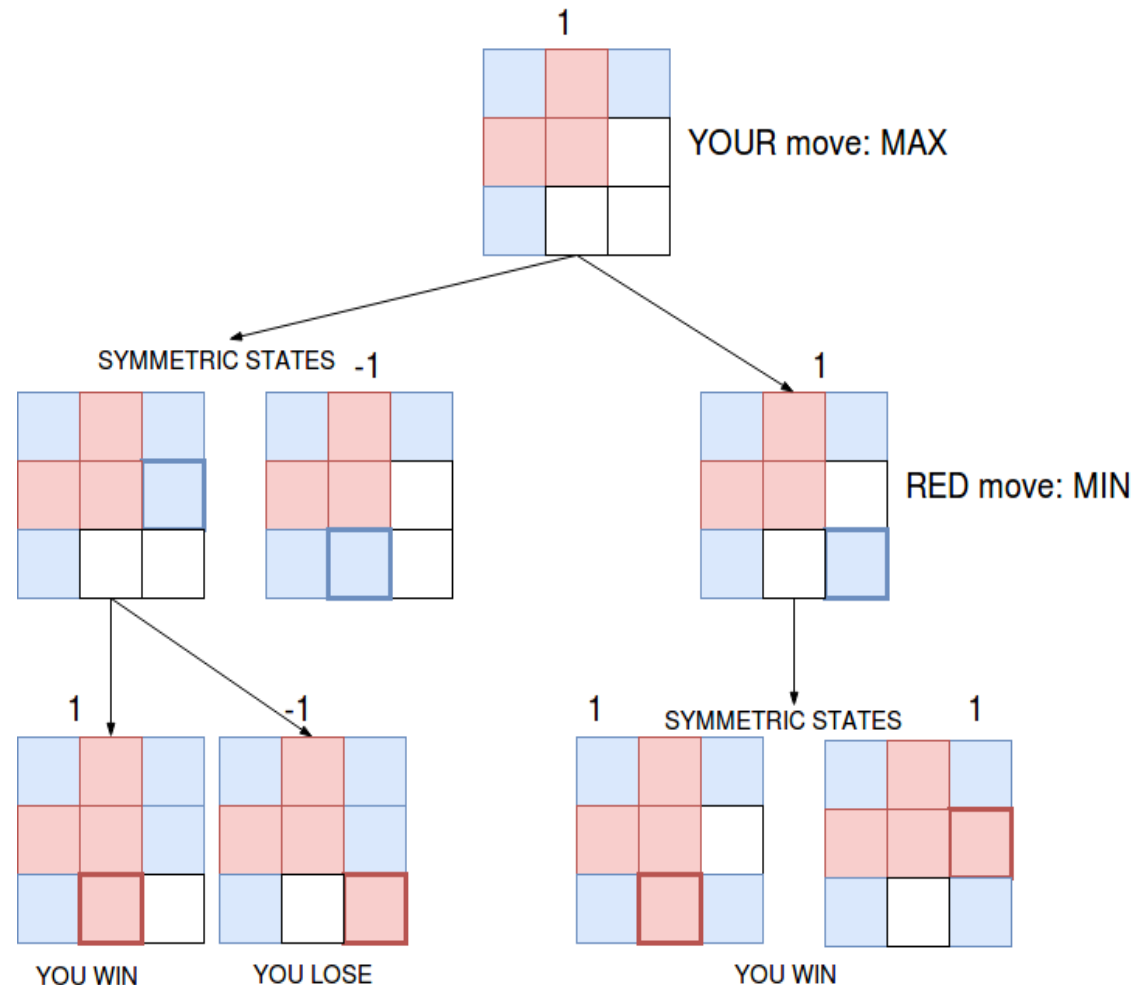 1
YOUR move: MAX
SYMMETRIC STATES
-1
1
RED move: MIN
1
-1
1
SYMMETRIC STATES
1
YOU WIN
YOU LOSE
YOU WIN